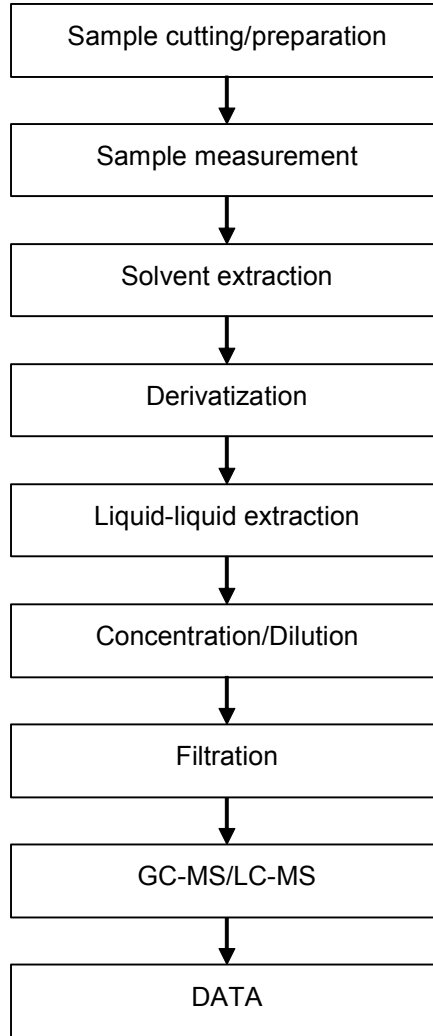 Sample cutting/preparation
Sample measurement
Solvent extraction
Derivatization
Liquid-liquid extraction
Concentration/Dilution
Filtration
GC-MS/LC-MS
DATA